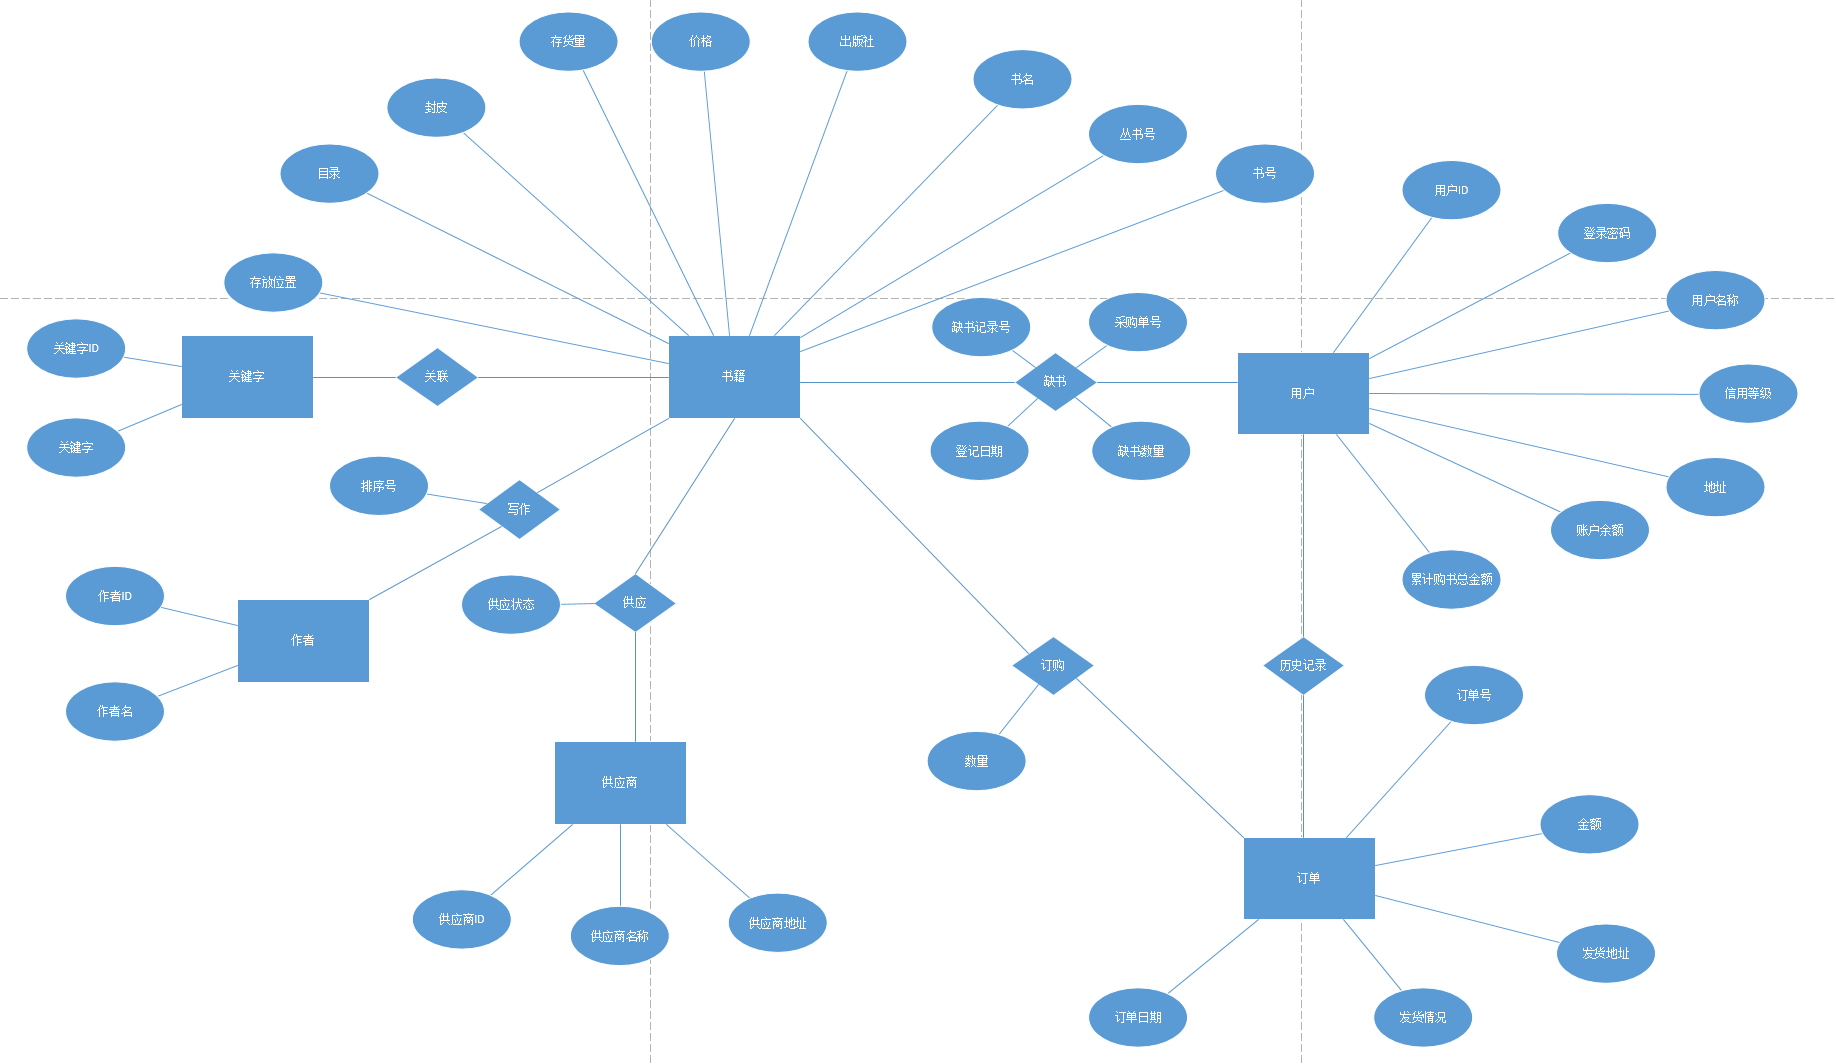 存货量
价格
出版社
书名
封皮
丛书号
目录
书号
用户ID
登录密码
存放位置
用户名称
缺书记录号
采购单号
关键字ID
关键字
关联
书籍
缺书
用户
信用等级
关键字
登记日期
缺书数量
排序号
地址
写作
账户余额
累计购书总金额
作者ID
供应状态
供应
作者
订购
历史记录
订单号
作者名
数量
供应商
金额
订单
供应商ID
供应商名称
供应商地址
发货地址
订单日期
发货情况